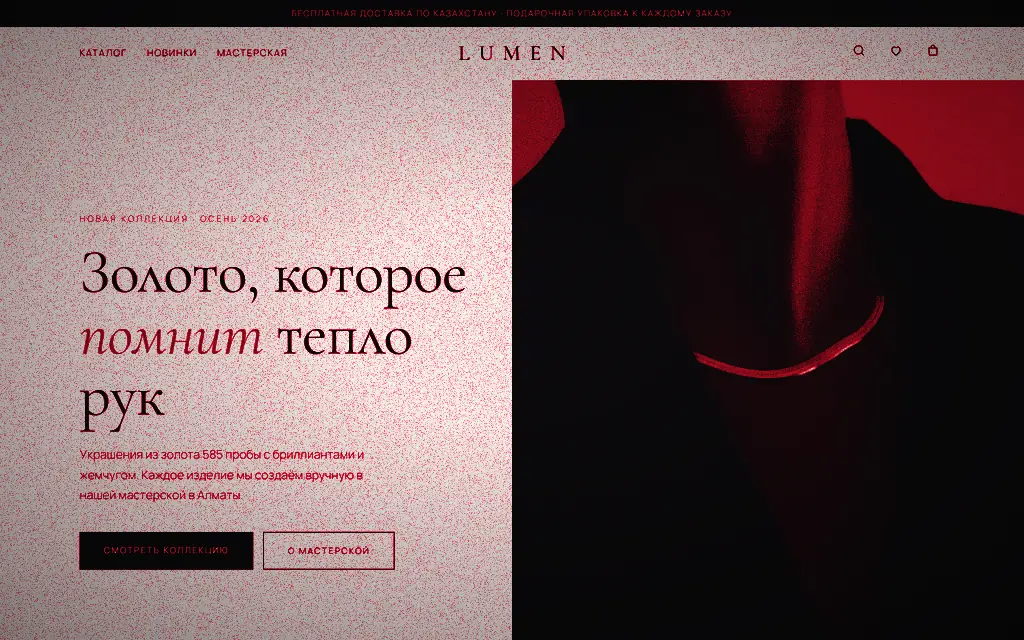 БЕСПЛАТНАЯ ДОСТАВКА ПО КАЗАХСТАНУ · ПОДАРОЧНАЯ УПАКОВКА К КАЖДОМУ ЗАКАЗУ
КАТАЛОГ НОВИНКИ МАСТЕРСКАЯ LUMEN
НОВАЯ КОЛЛЕКЦИЯ · ОСЕНЬ 2026
Золото, которое
помнит тепло
рук
Украшения из золота 585 пробы с бриллиантами и
жемчугом. Каждое изделие мы создаём вручную в
нашей мастерской в Алматы.
СМОТРЕТЬ КОЛЛЕКЦИЮ О МАСТЕРСКОЙ